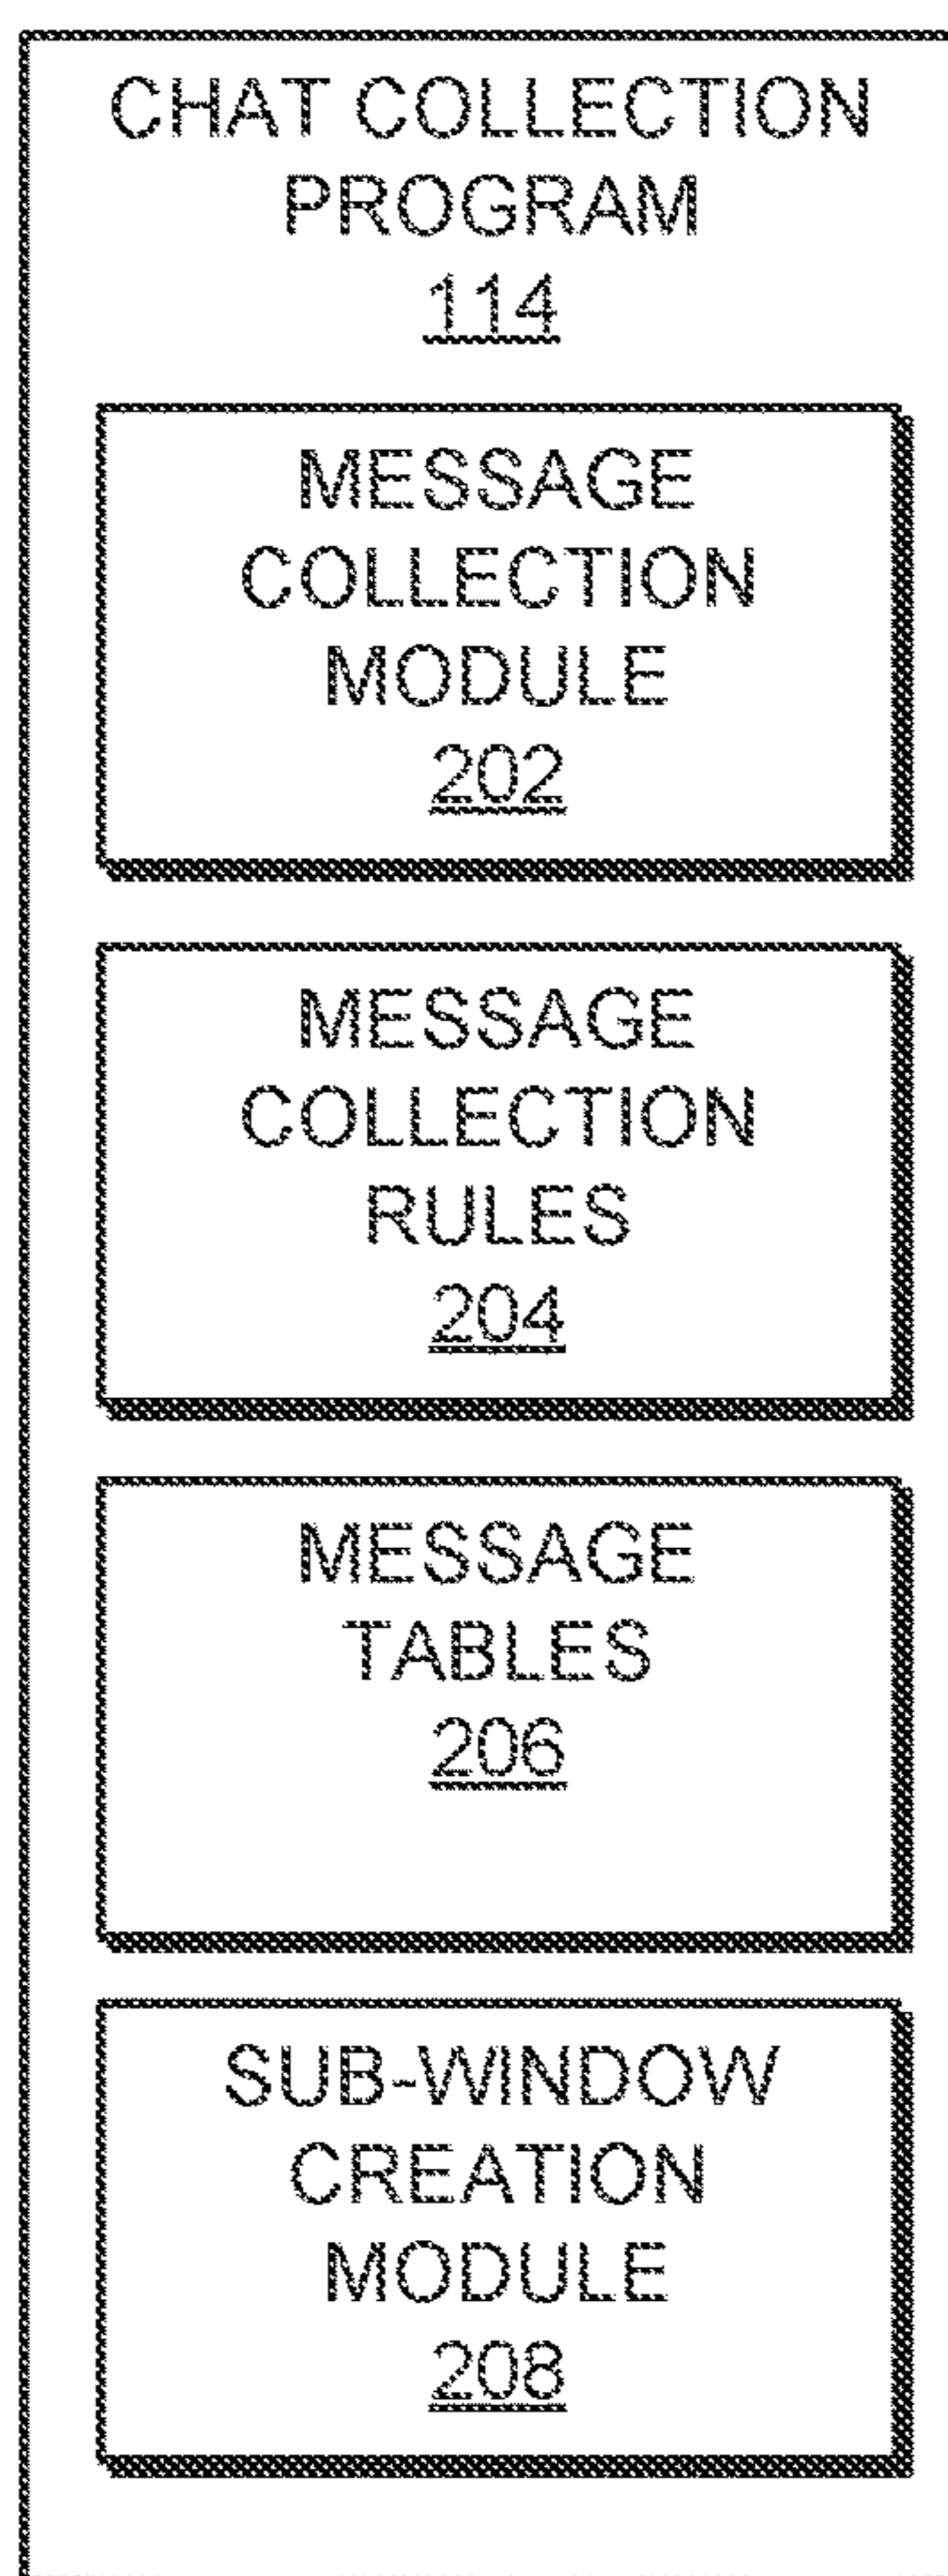 CHAT COLLECTION
PROGRAM
114
MESSAGE
COLLECTION
MODULE
202
MESSAGE
COLLECTION
RULES
204
MESSAGE
TABLES
206
SUB-WINDOW
CREATION
MODULE
208